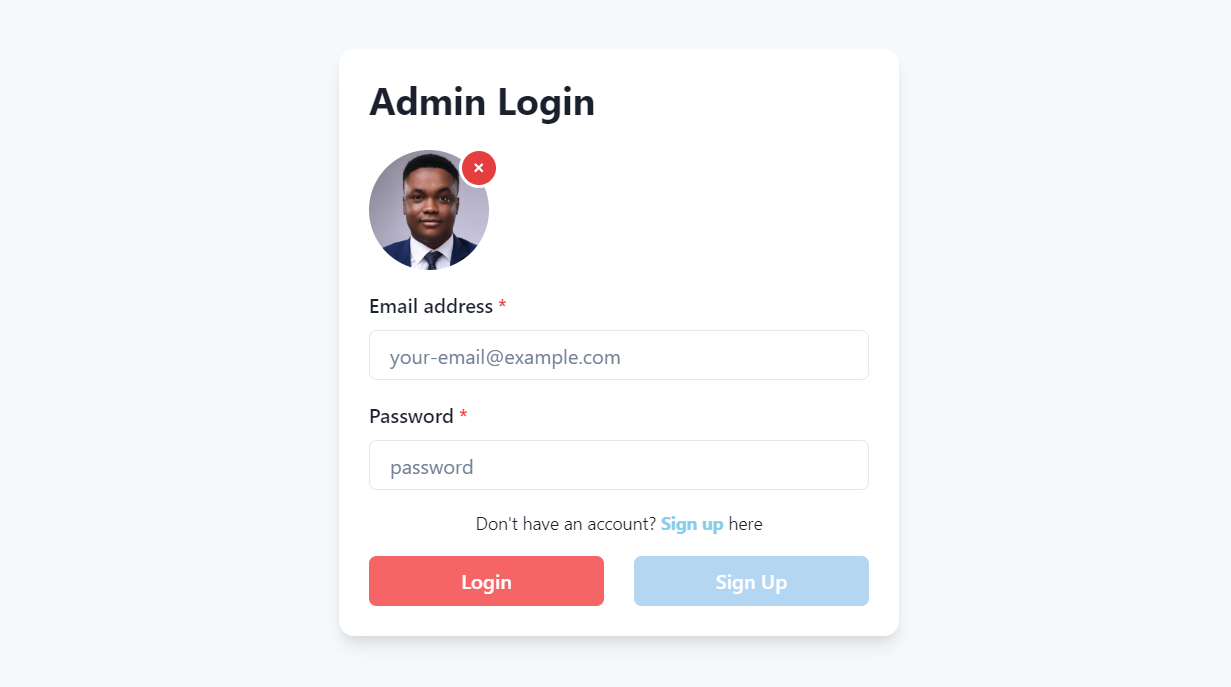 Admin Login
Email address *
your-email@example.com
Password *
password
Don't have an account? Sign up here
Login
Sign Up